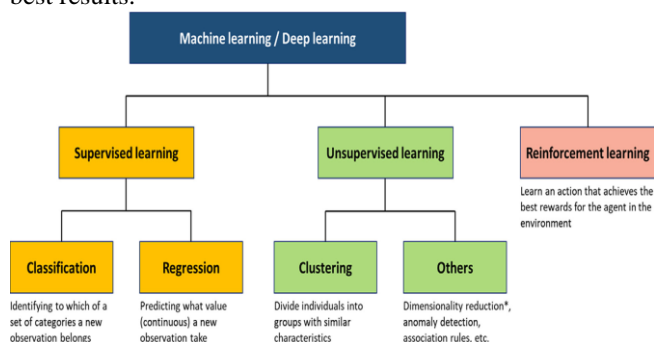 best results.
Machine learning / Deep learning
Supervised learning
Unsupervised learning
Reinforcement learning
Learn an action that achieves the
best rewards for the agent in the
environment
Classification
Regression
Clustering
Others
Identifying to which of a
set of categories a new
observation belongs
Predicting what value
(continuous) a new
observation take
Divide individuals into
groups with similar
characteristics
Dimensionality reduction*,
anomaly detection,
association rules, etc.